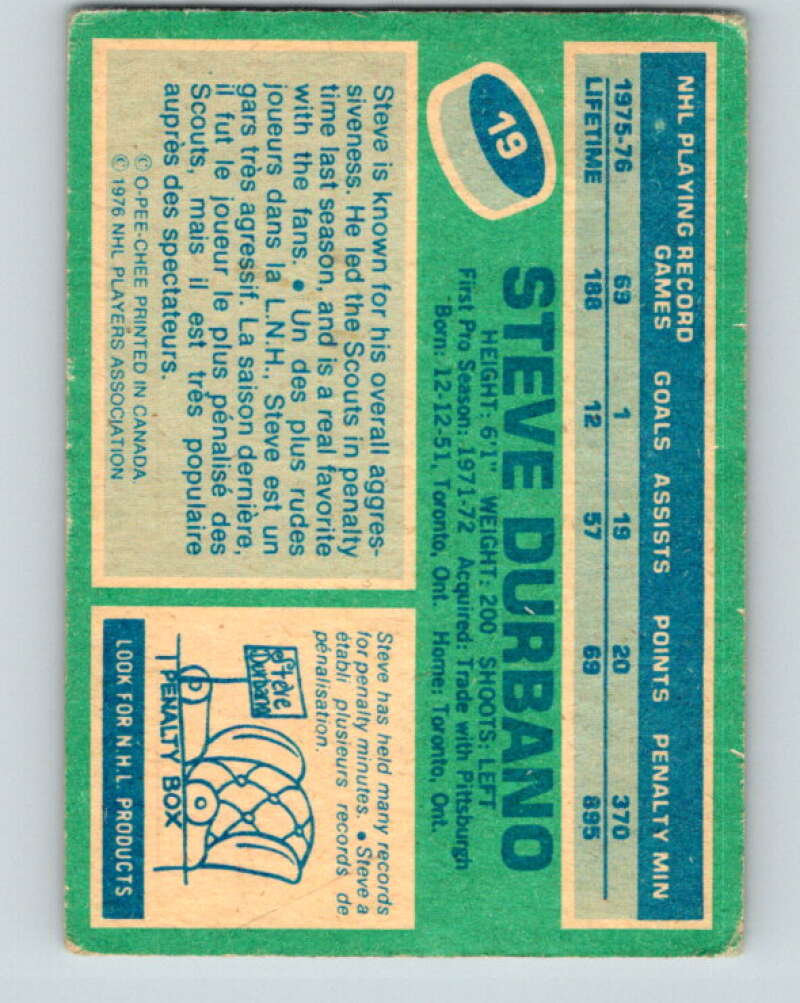 NHL PLAYING RECORD
GAMES GOALS ASSISTS POINTS PENALTY MIN
1975-76 69 1 19 20 370
LIFETIME 188 12 57 69 895
19
STEVE DURBANO
HEIGHT: 6'1" WEIGHT: 200 SHOOTS: LEFT
First Pro Season: 1971-72 Acquired: Trade with Pittsburgh
Born: 12-12-51, Toronto, Ont. Home: Toronto, Ont.
Steve is known for his overall aggres-
siveness. He led the Scouts in penalty
time last season, and is a real favorite
with the fans. • Un des plus rudes
joueurs dans la L.N.H., Steve est un
gars très agressif. La saison dernière,
il fut le joueur le plus pénalisé des
Scouts, mais il est très populaire
auprès des spectateurs.
© O-PEE-CHEE PRINTED IN CANADA
© 1976 NHL PLAYERS ASSOCIATION
Steve has held many records
for penalty minutes. • Steve a
établi plusieurs records de
pénalisation.
Steve
Durbano
PENALTY BOX
LOOK FOR N.H.L. PRODUCTS